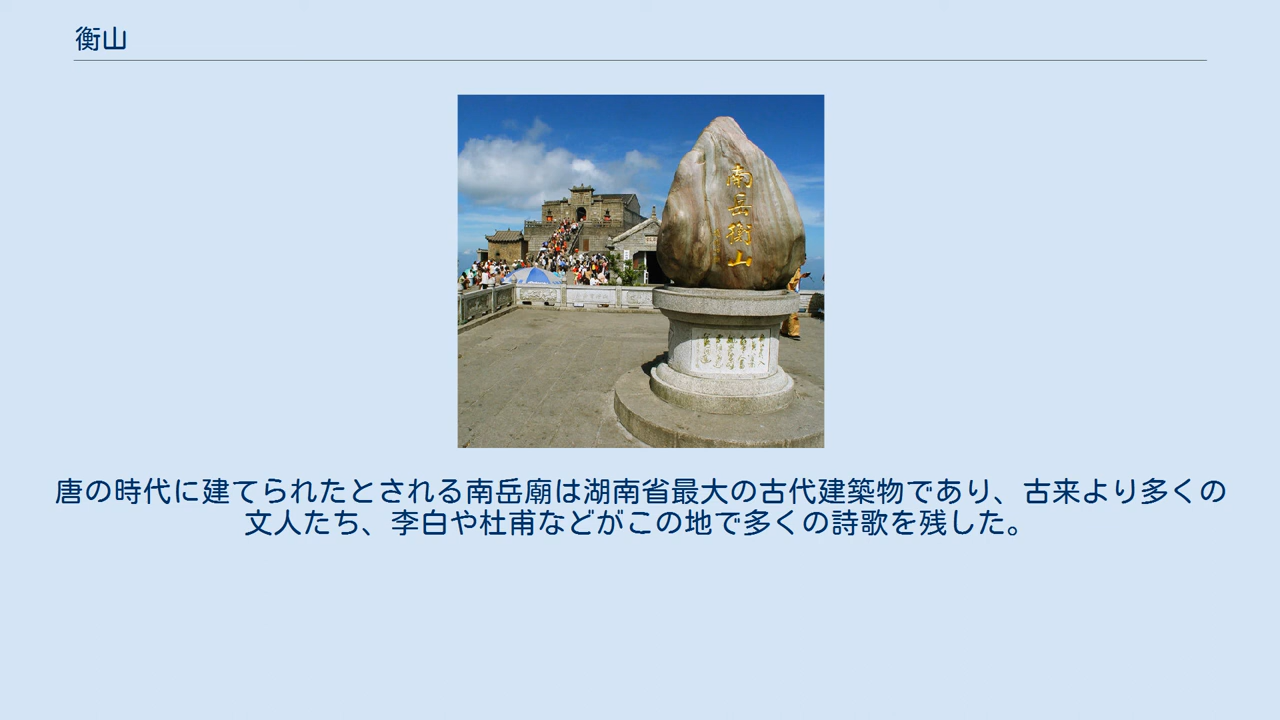 衡山
南岳衡山
唐の時代に建てられたとされる南岳廟は湖南省最大の古代建築物であり、古来より多くの
文人たち、李白や杜甫などがこの地で多くの詩歌を残した。